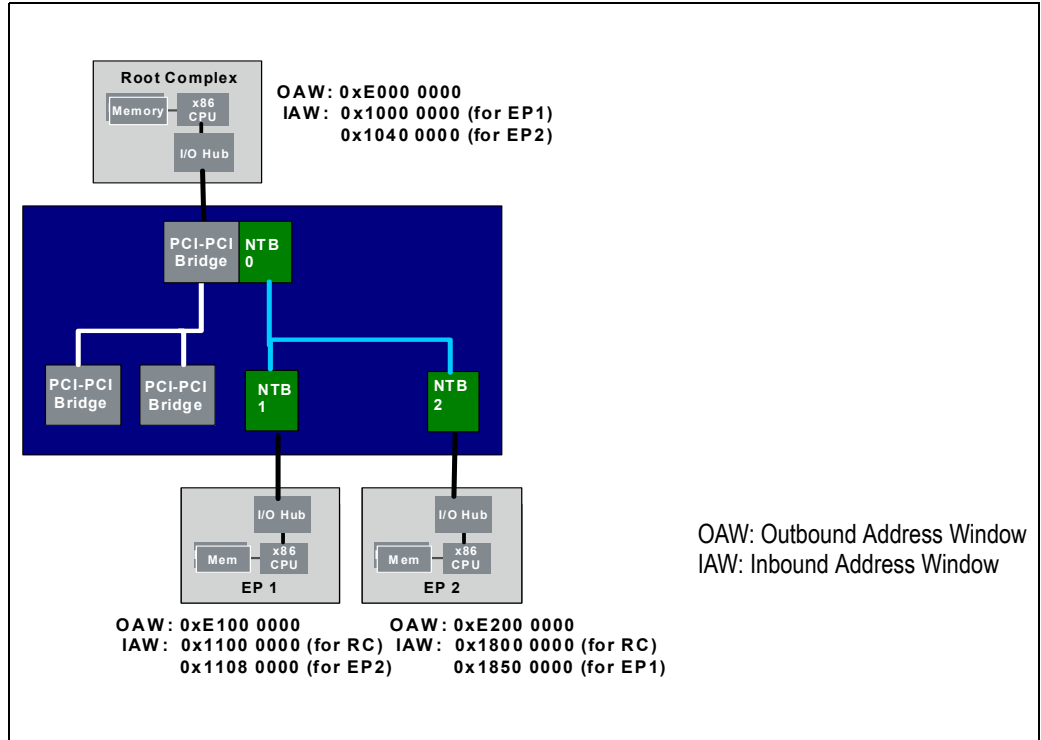 Root Complex
Memory
x86
CPU
I/O Hub
OAW: 0xE000 0000
IAW: 0x1000 0000 (for EP1)
0x1040 0000 (for EP2)
PCI-PCI
Bridge
NTB
0
PCI-PCI
Bridge
PCI-PCI
Bridge
NTB
1
NTB
2
I/O Hub
Mem
x86
CPU
EP 1
I/O Hub
Mem
x86
CPU
EP 2
OAW: Outbound Address Window
IAW: Inbound Address Window
OAW: 0xE100 0000
IAW: 0x1100 0000 (for RC)
0x1108 0000 (for EP2)
OAW: 0xE200 0000
IAW: 0x1800 0000 (for RC)
0x1850 0000 (for EP1)